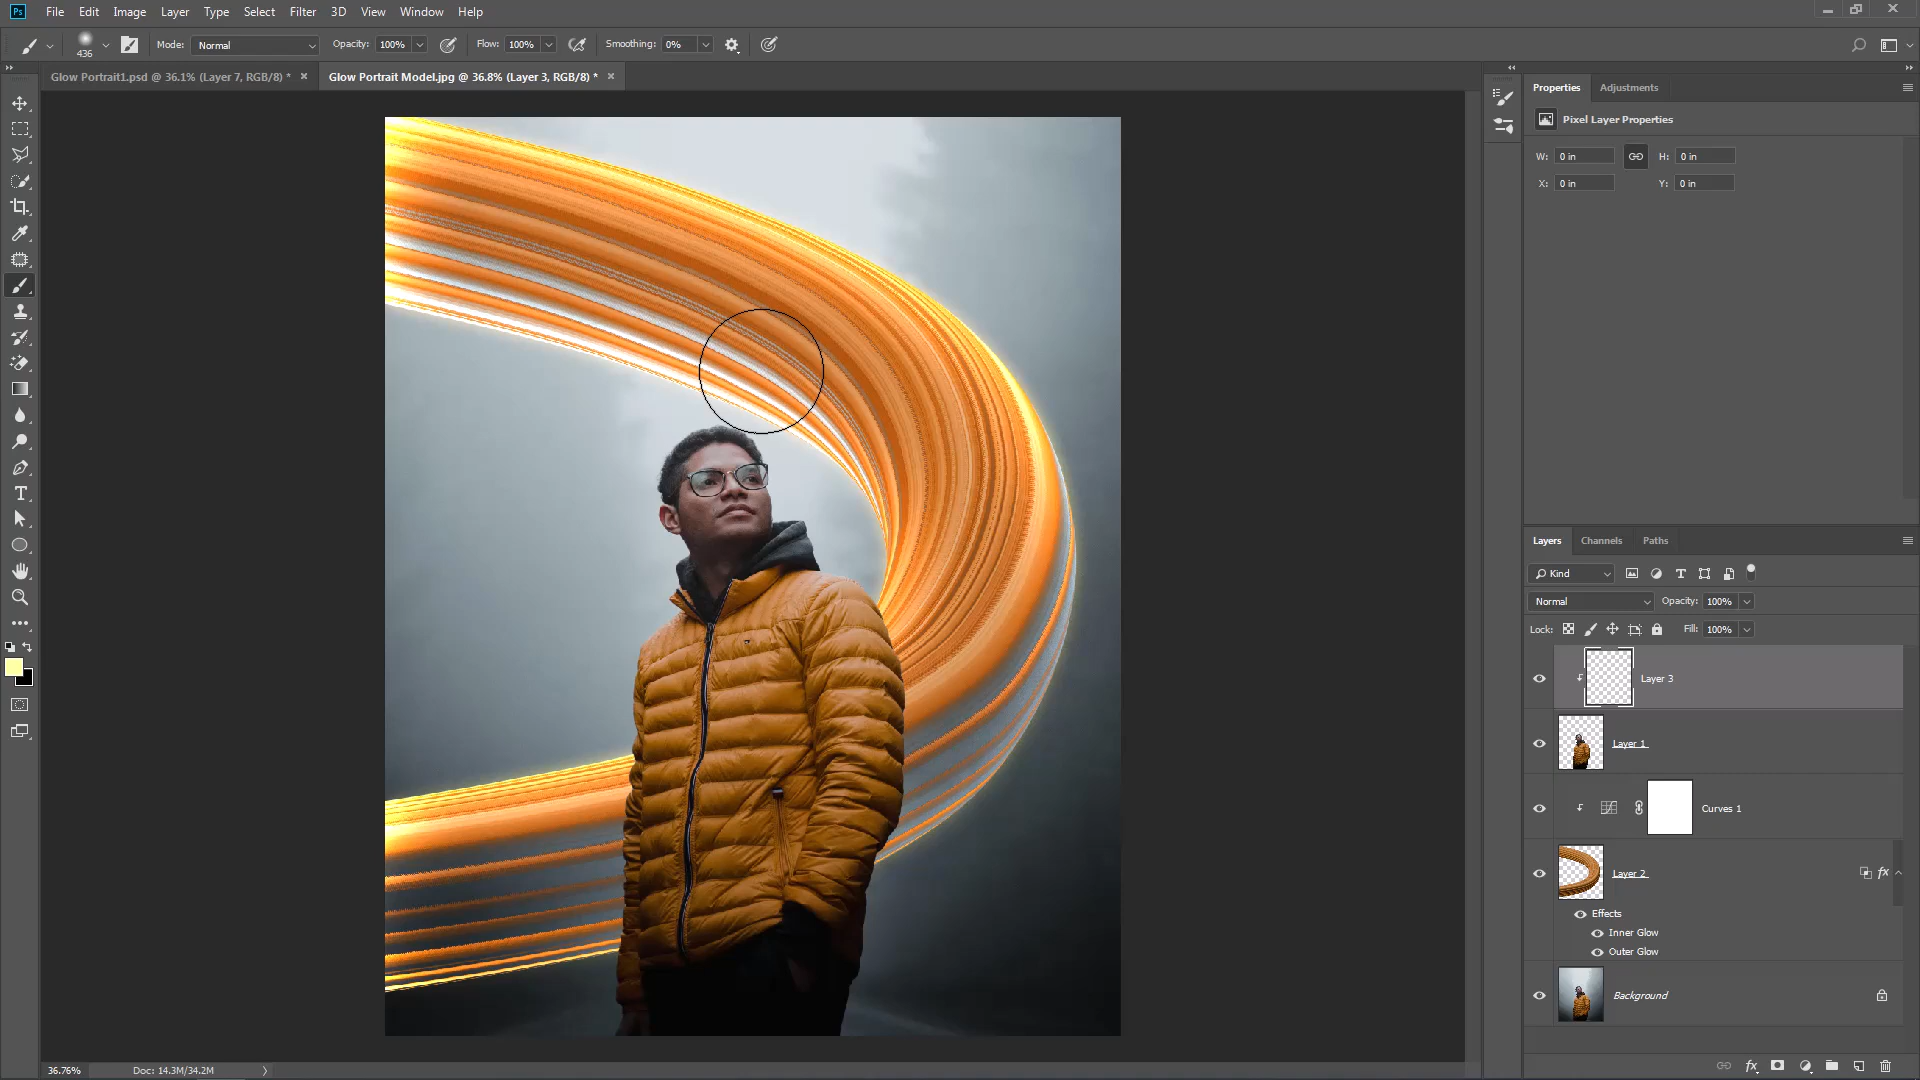 Ps File Edit Image Layer Type Select Filter 3D View Window Help
436 Mode: Normal Opacity: 100% Flow: 100% Smoothing: 0%
Glow Portrait1.psd @ 36.1% (Layer 7, RGB/8) * × Glow Portrait Model.jpg @ 36.8% (Layer 3, RGB/8) * ×
Properties Adjustments
Pixel Layer Properties
W: 0 in H: 0 in
X: 0 in Y: 0 in
Layers Channels Paths
Kind
Normal Opacity: 100%
Lock: Fill: 100%
Layer 3
Layer 1
Curves 1
Layer 2 fx
Effects
Inner Glow
Outer Glow
Background
36.76% Doc: 14.3M/34.2M
fx